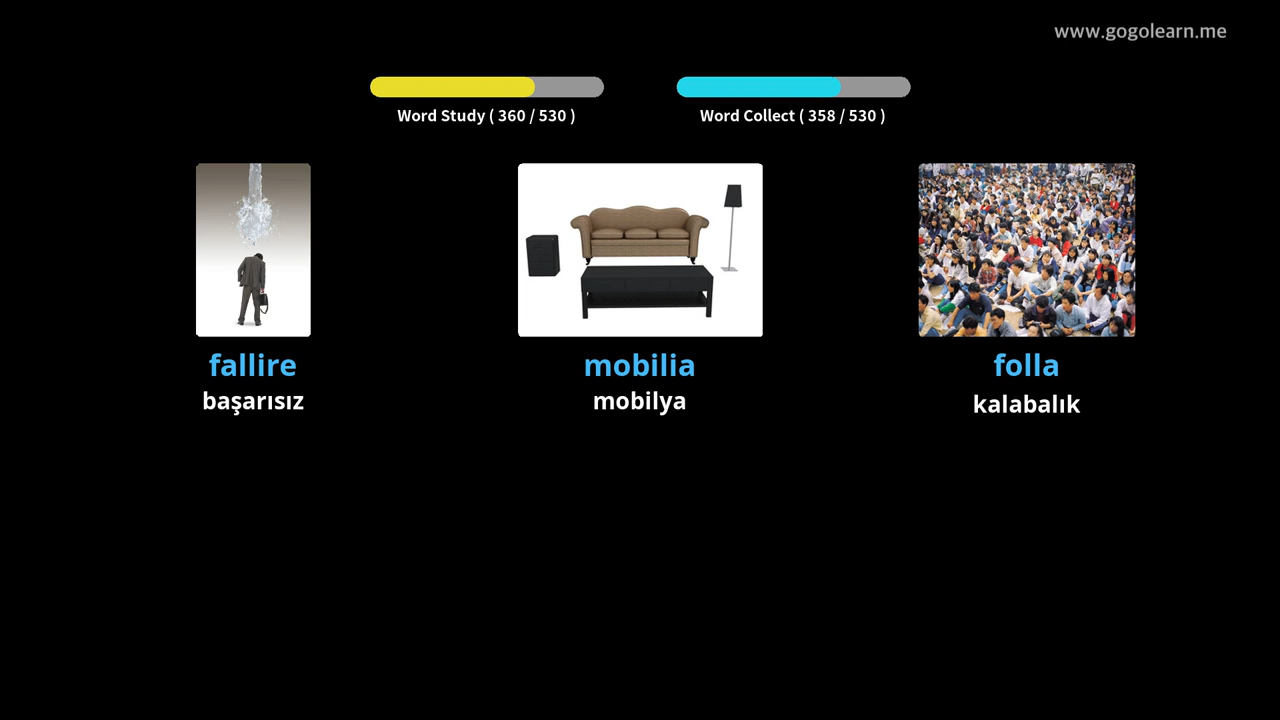 www.gogolearn.me
Word Study ( 360 / 530 )
Word Collect ( 358 / 530 )
fallire
başarısız
mobilia
mobilya
folla
kalabalık